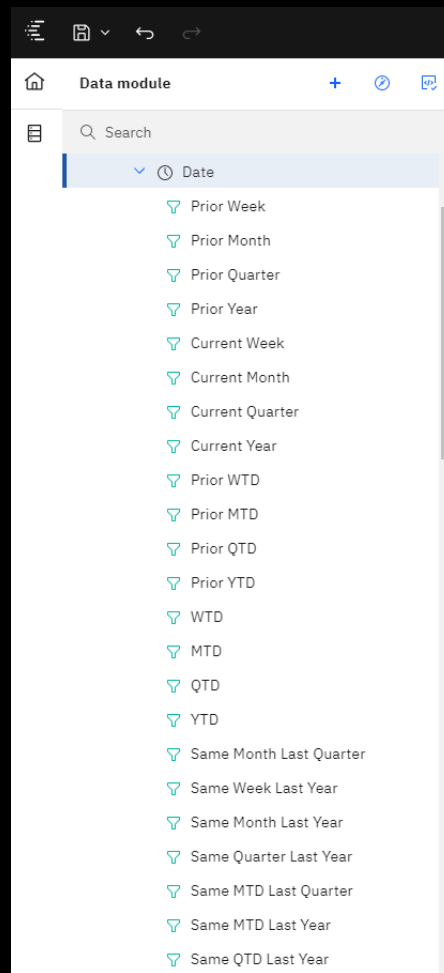 Data module
Search
Date
Prior Week
Prior Month
Prior Quarter
Prior Year
Current Week
Current Month
Current Quarter
Current Year
Prior WTD
Prior MTD
Prior QTD
Prior YTD
WTD
MTD
QTD
YTD
Same Month Last Quarter
Same Week Last Year
Same Month Last Year
Same Quarter Last Year
Same MTD Last Quarter
Same MTD Last Year
Same QTD Last Year